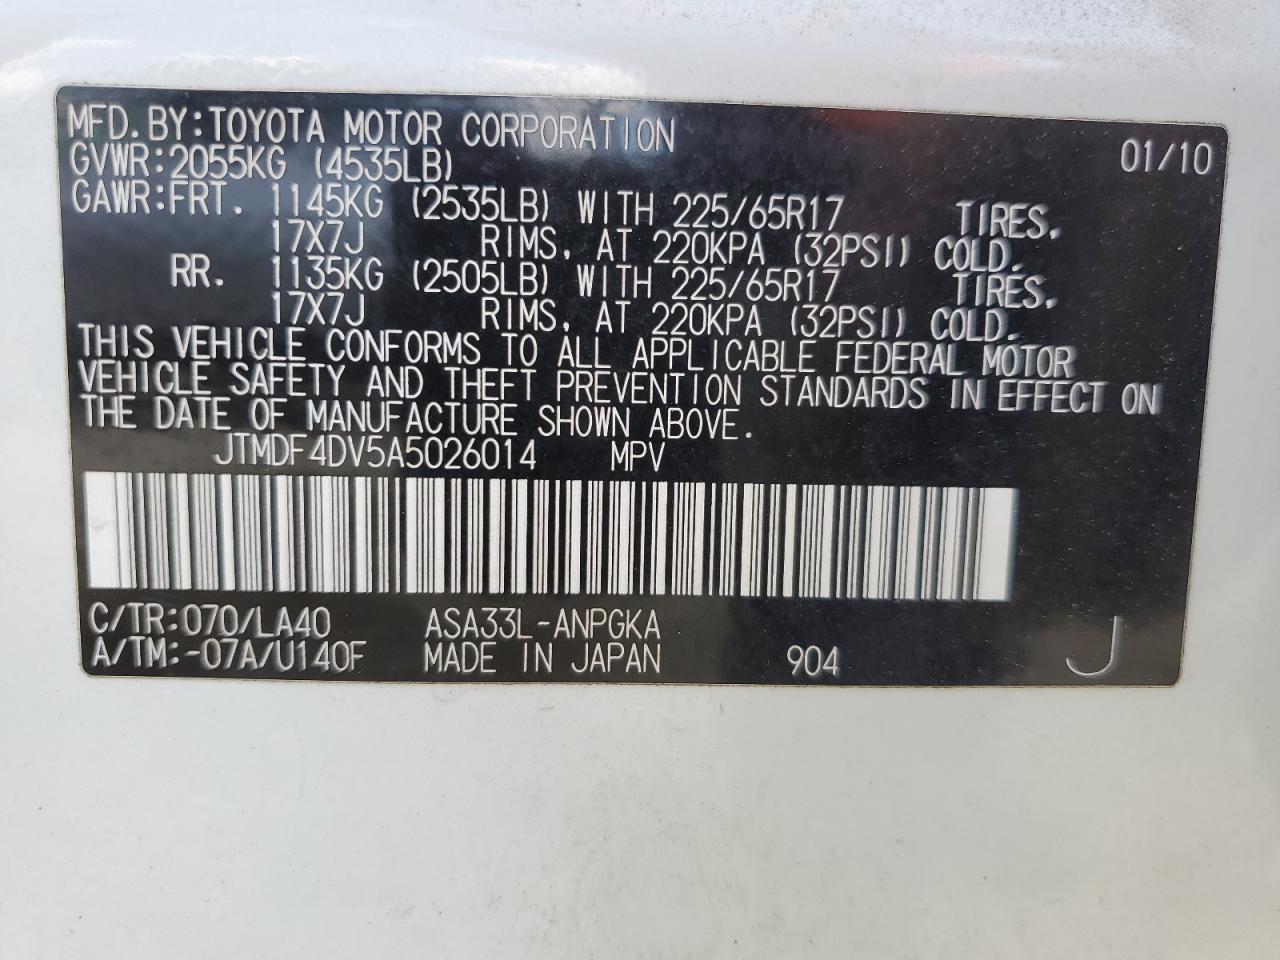 MFD. BY: TOYOTA MOTOR CORPORATION 01/10
GVWR: 2055KG (4535LB)
GAWR: FRT. 1145KG (2535LB) WITH 225/65R17 TIRES,
17X7J RIMS, AT 220KPA (32PSI) COLD.
RR. 1135KG (2505LB) WITH 225/65R17 TIRES,
17X7J RIMS, AT 220KPA (32PSI) COLD.
THIS VEHICLE CONFORMS TO ALL APPLICABLE FEDERAL MOTOR
VEHICLE SAFETY AND THEFT PREVENTION STANDARDS IN EFFECT ON
THE DATE OF MANUFACTURE SHOWN ABOVE.
JTMDF4DV5A5026014 MPV
C/TR: 070/LA40 ASA33L-ANPGKA
A/TM: -07A/U140F MADE IN JAPAN 904 J